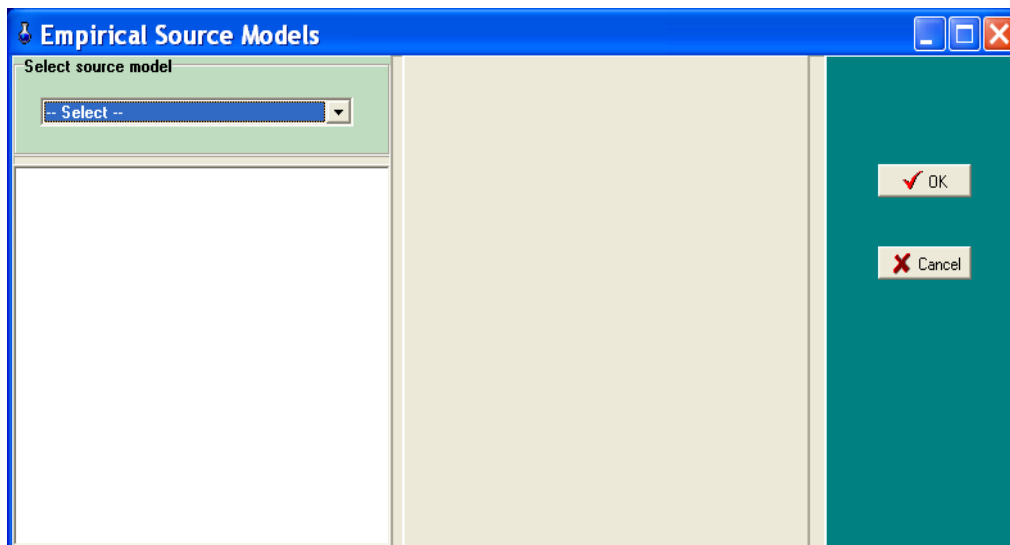 Empirical Source Models
Select source model
-- Select --
OK
Cancel